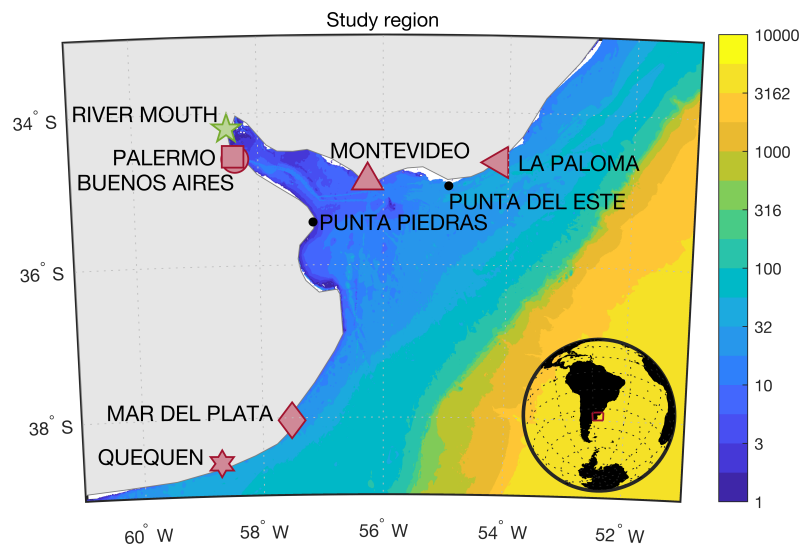 Study region
10000
34° S
RIVER MOUTH
3162
MONTEVIDEO
PALERMO
LA PALOMA
1000
BUENOS AIRES
PUNTA DEL ESTE
316
PUNTA PIEDRAS
36° S
100
32
10
MAR DEL PLATA
38° S
QUEQUEN
3
1
60° W
58° W
56° W
54° W
52° W